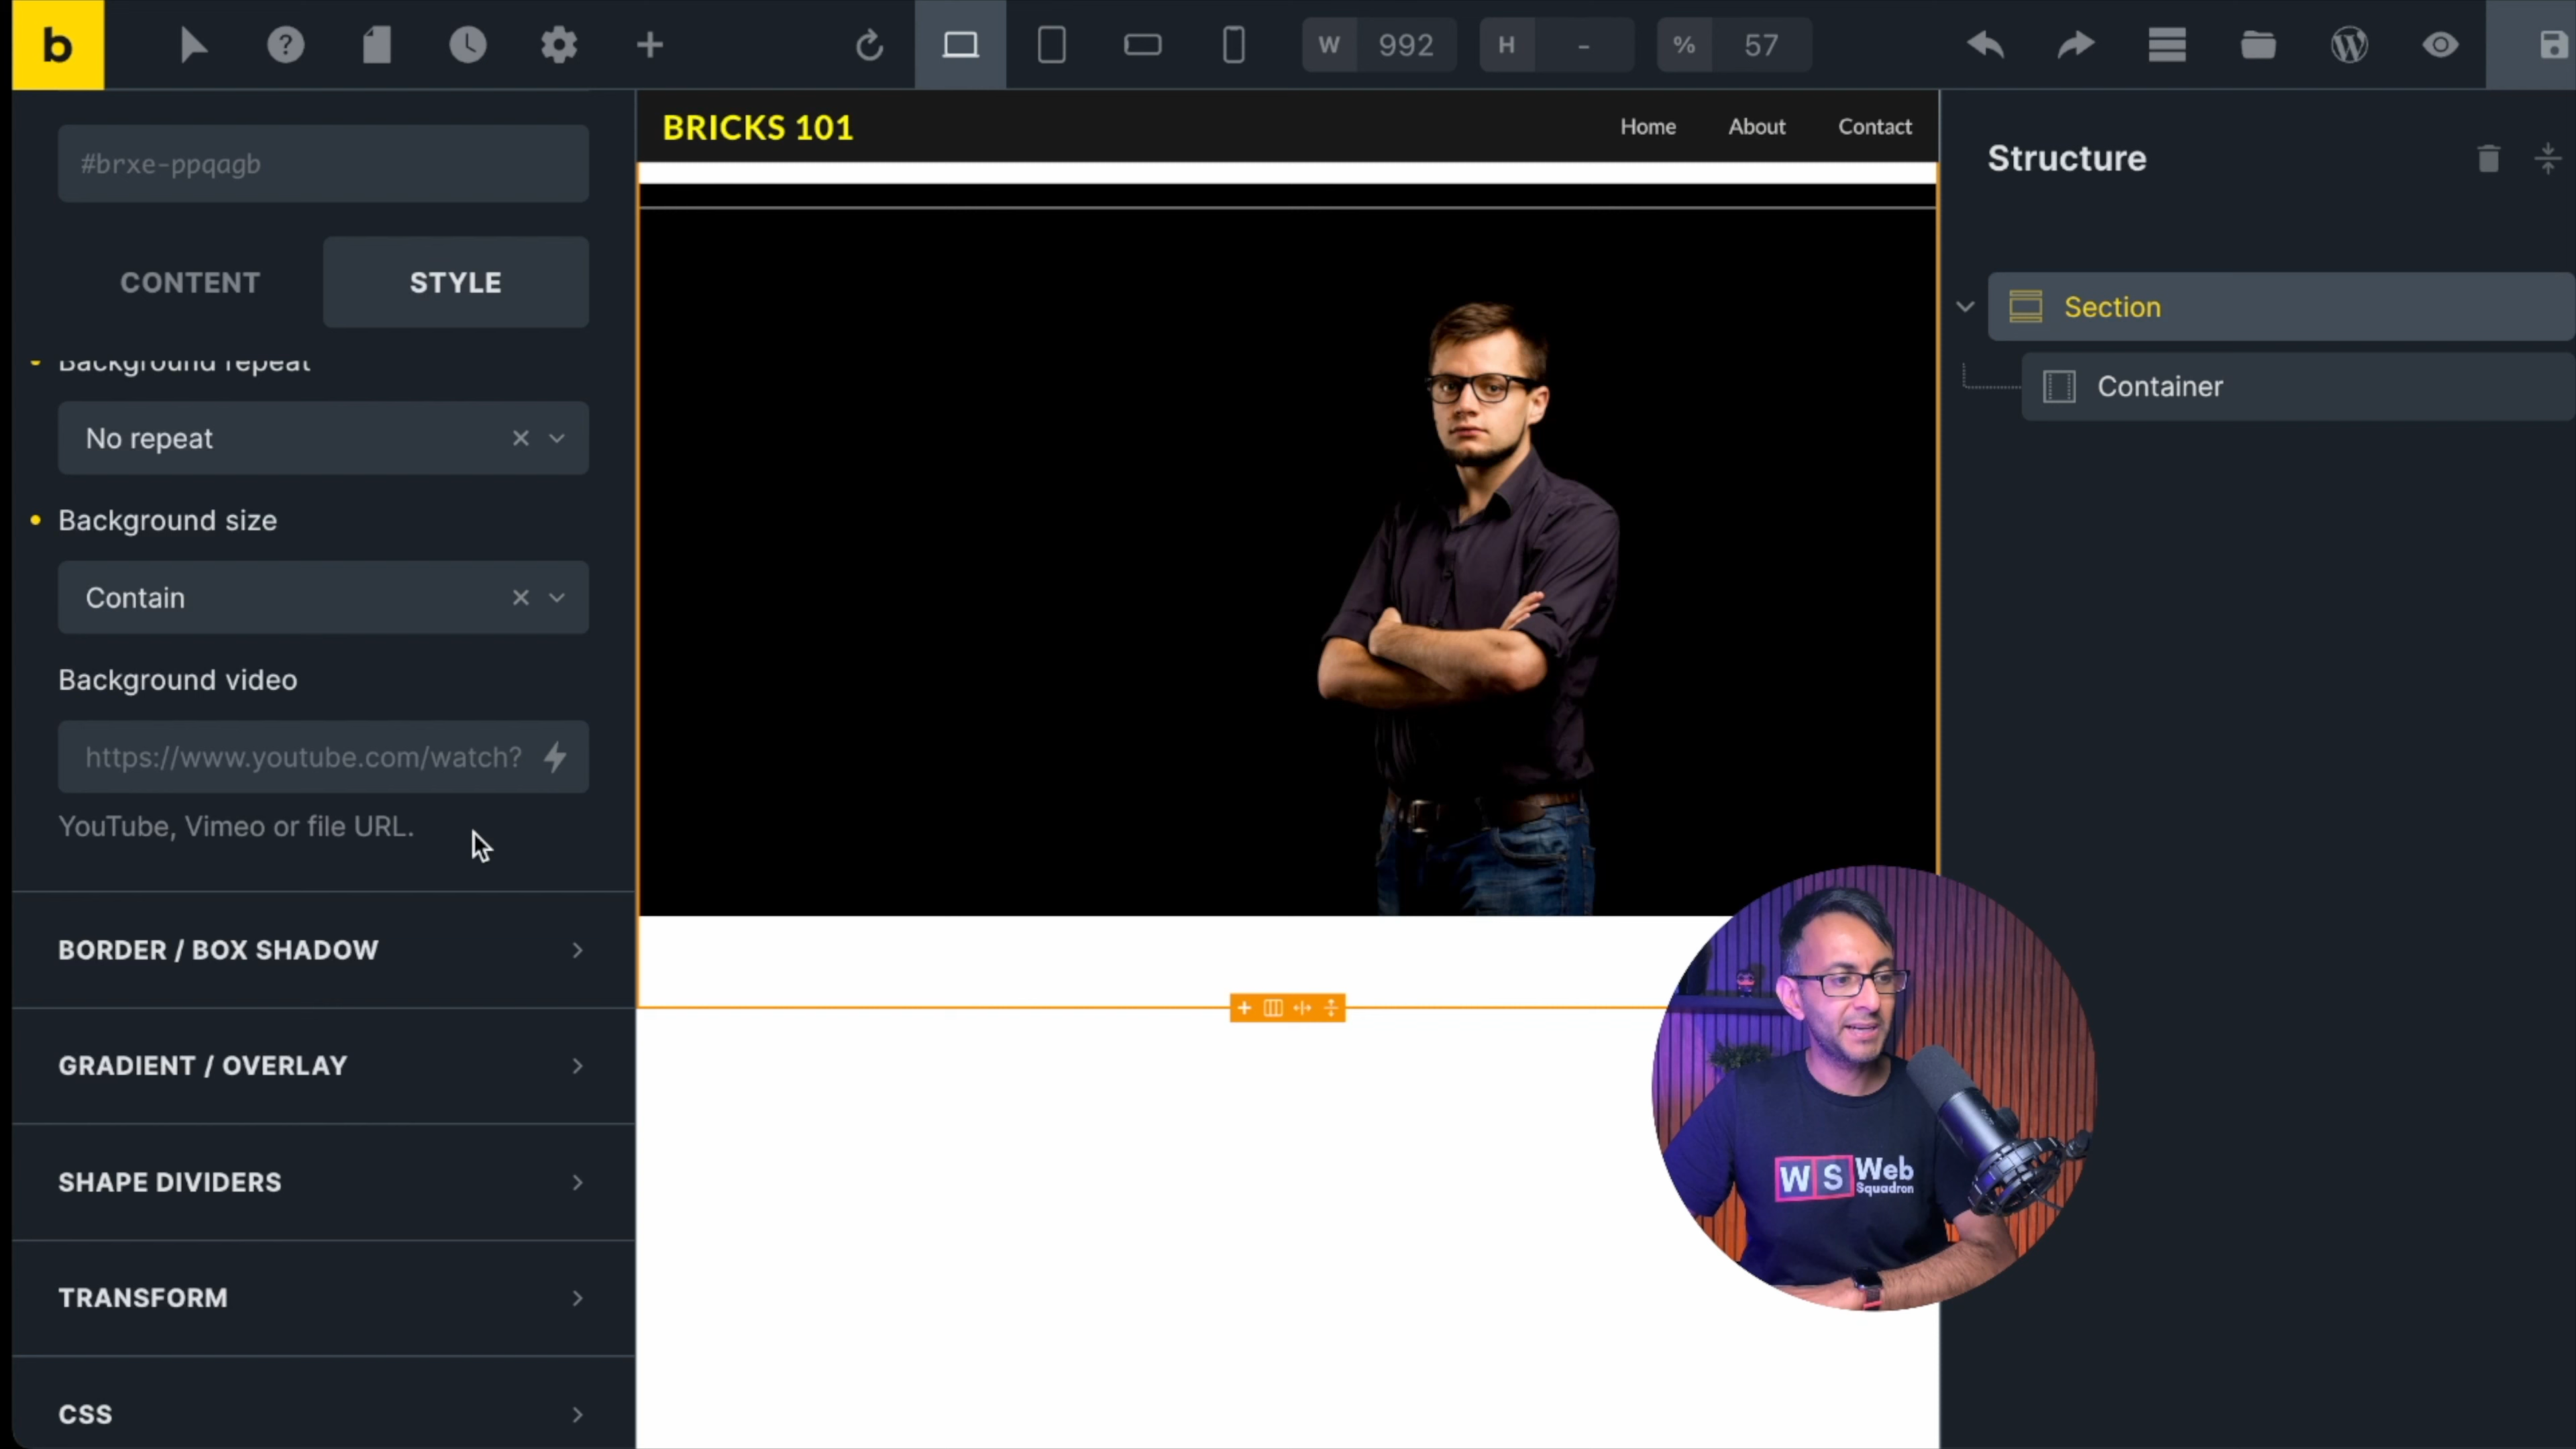 b
?
W 992
H -
% 57
#brxe-ppqagb
CONTENT
STYLE
Background repeat
No repeat
Background size
Contain
Background video
https://www.youtube.com/watch?
YouTube, Vimeo or file URL.
BORDER / BOX SHADOW
GRADIENT / OVERLAY
SHAPE DIVIDERS
TRANSFORM
CSS
BRICKS 101
Home
About
Contact
Structure
Section
Container
WS Web
Squadron